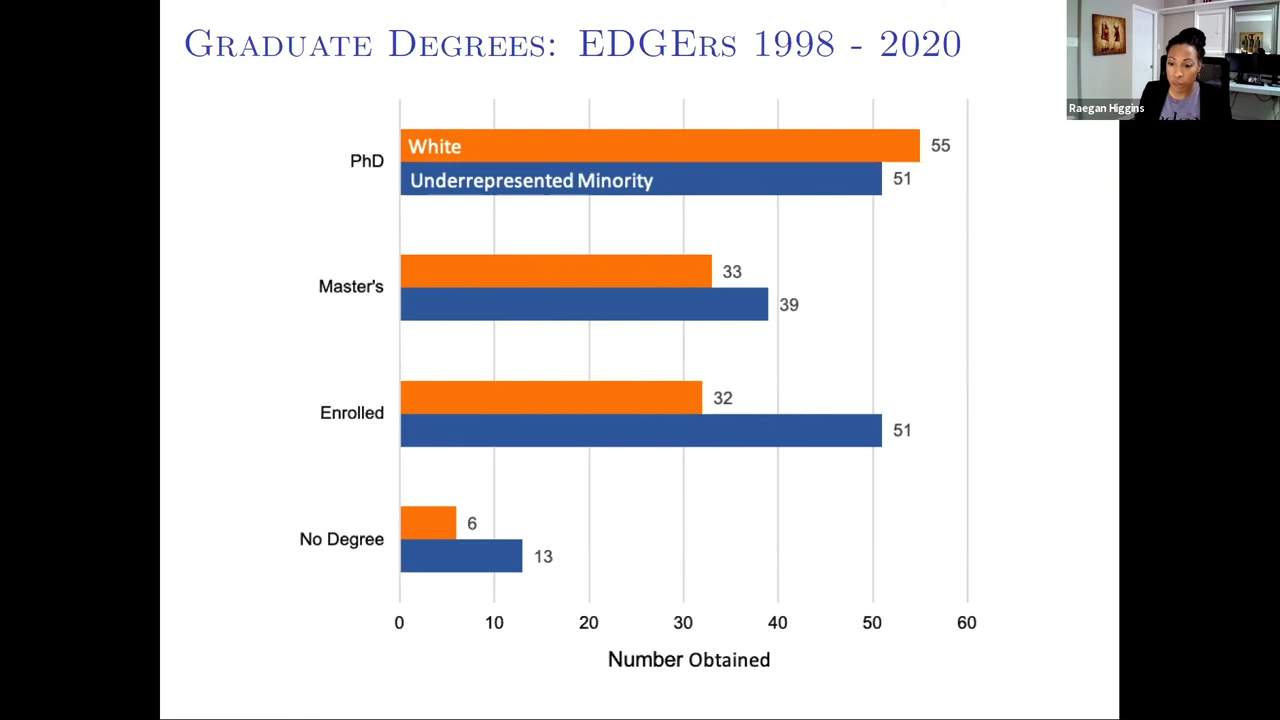 GRADUATE DEGREES: EDGERS 1998 - 2020
Raegan Higgins
PhD
White
55
Underrepresented Minority
51
Master's
33
39
Enrolled
32
51
No Degree
6
13
0 10 20 30 40 50 60
Number Obtained